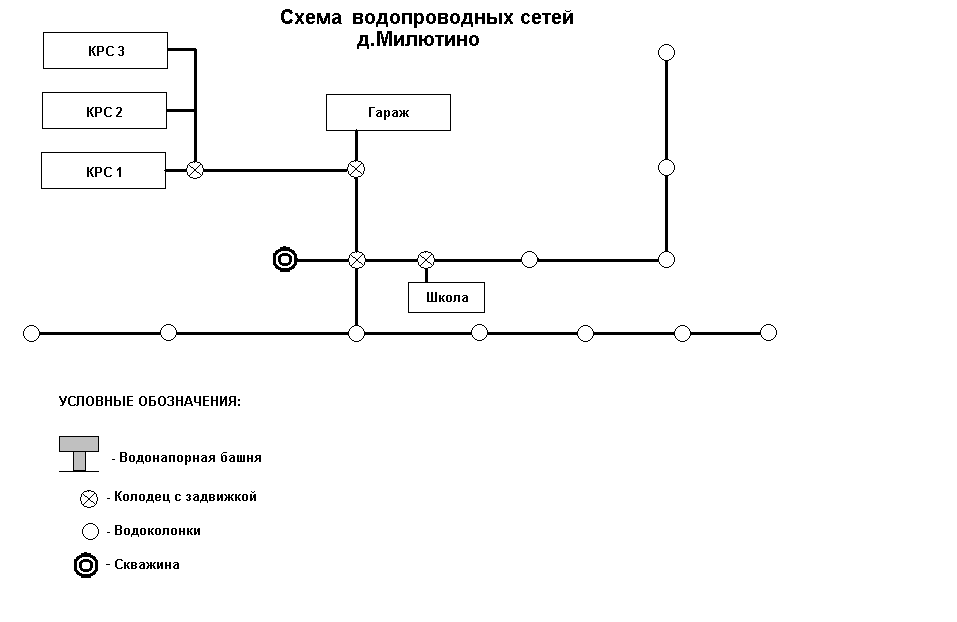 Схема водопроводных сетей
д.Милютино
КРС 3
КРС 2
Гараж
КРС 1
Школа
УСЛОВНЫЕ ОБОЗНАЧЕНИЯ:
- Водонапорная башня
- Колодец с задвижкой
- Водоколонки
- Скважина